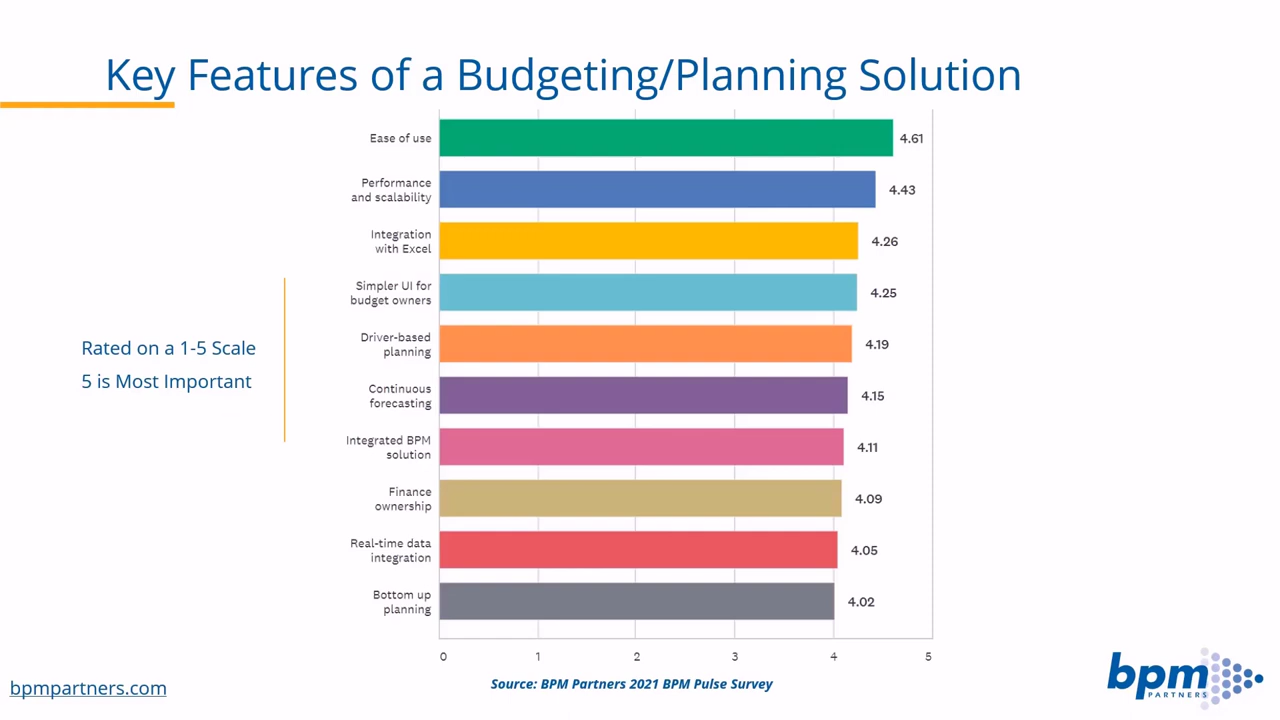 Key Features of a Budgeting/Planning Solution
Ease of use
4.61
Performance
and scalability
4.43
Integration
with Excel
4.26
Simpler UI for
budget owners
4.25
Driver-based
planning
4.19
Continuous
forecasting
4.15
Integrated BPM
solution
4.11
Finance
ownership
4.09
Real-time data
integration
4.05
Bottom up
planning
4.02
0 1 2 3 4 5
Rated on a 1-5 Scale
5 is Most Important
Source: BPM Partners 2021 BPM Pulse Survey
bpmpartners.com
bpm
PARTNERS